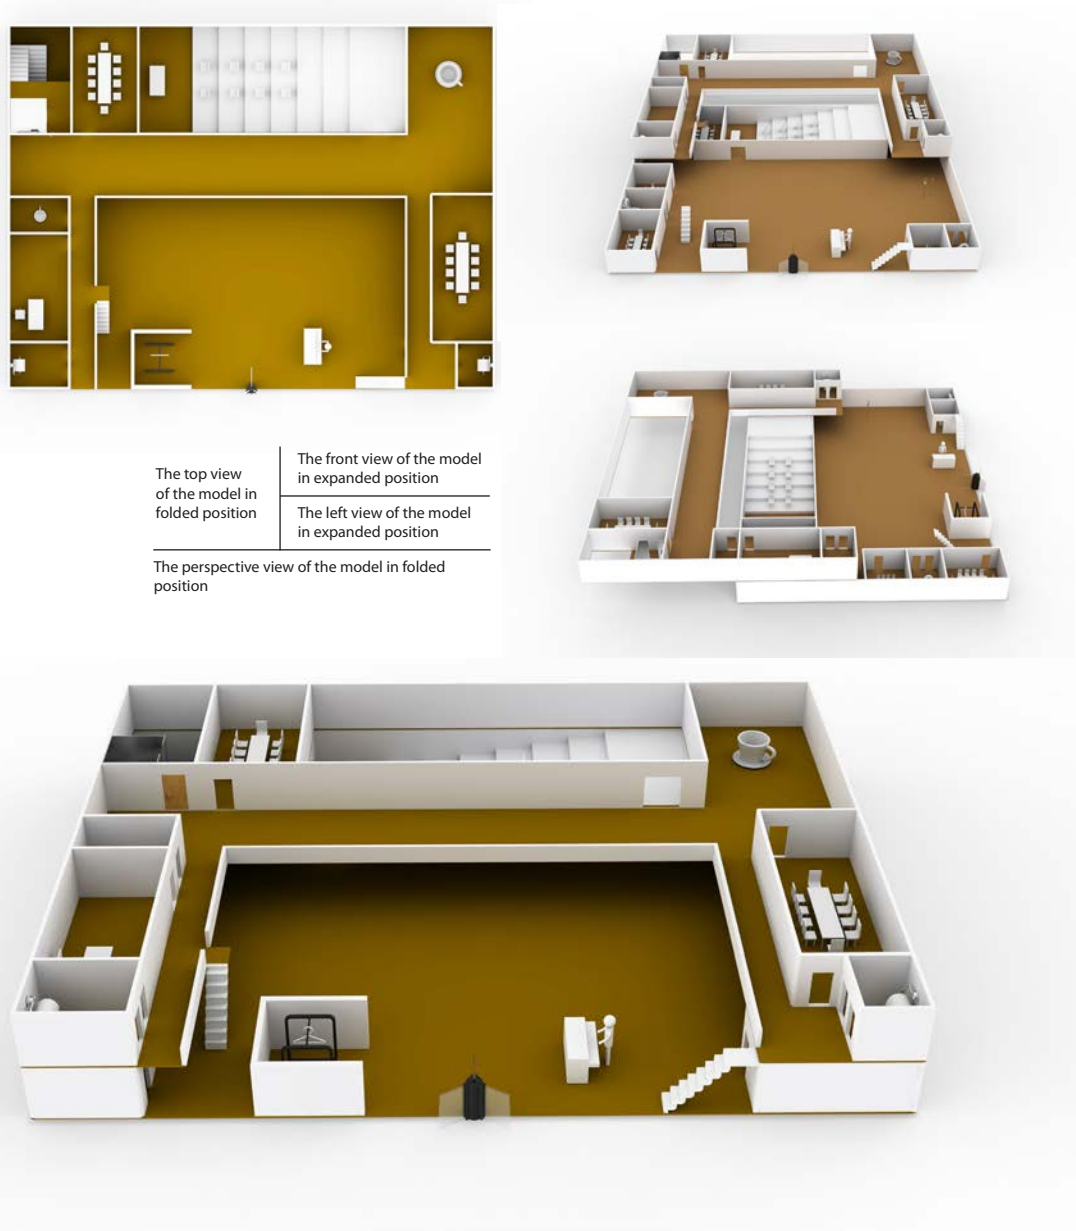 The top view
of the model in
folded position
The front view of the model
in expanded position
The left view of the model
in expanded position
The perspective view of the model in folded
position